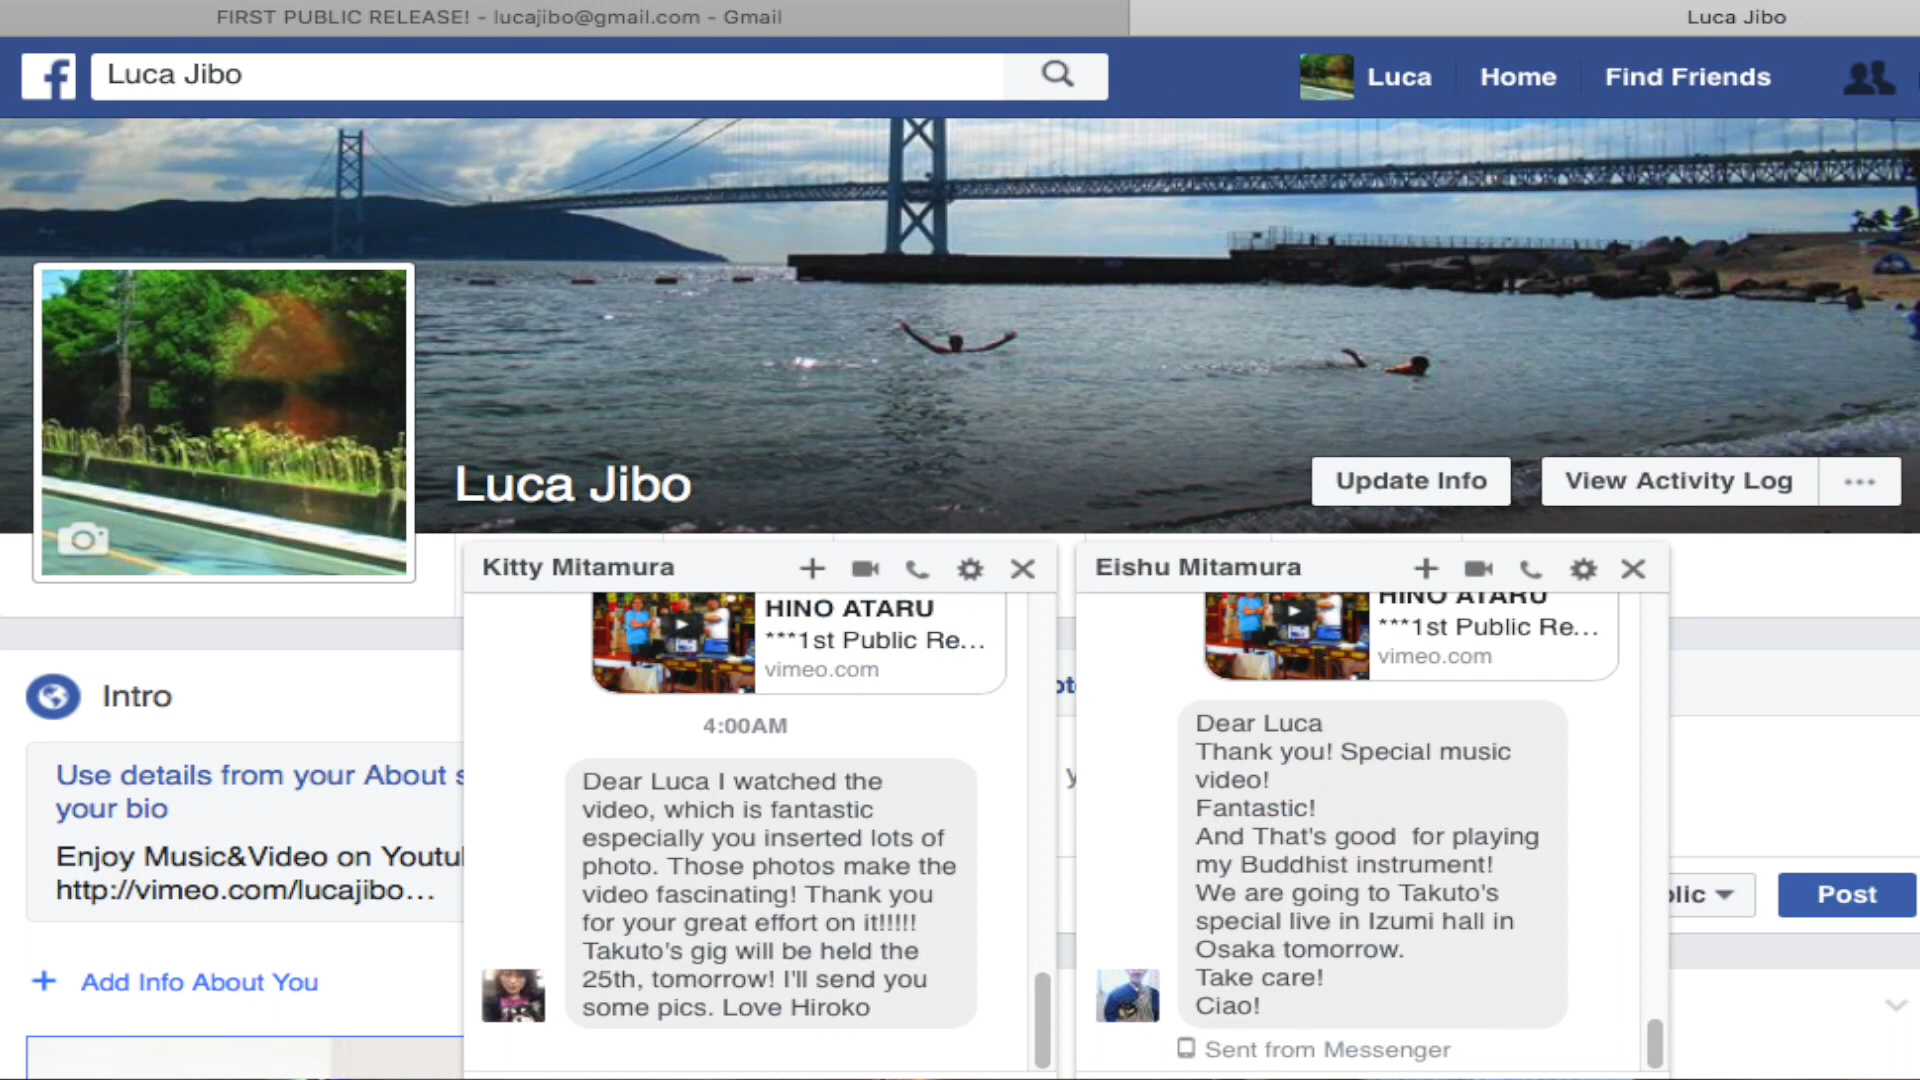 FIRST PUBLIC RELEASE! - lucajibo@gmail.com - Gmail
Luca Jibo
Luca Jibo
Luca
Home
Find Friends
Luca Jibo
Update Info
View Activity Log
Intro
Use details from your About
your bio
Enjoy Music&Video on
http://vimeo.com/lucajibo...
Add Info About You
Kitty Mitamura
HINO ATARU
***1st Public Re...
vimeo.com
4:00AM
Dear Luca I watched the
video, which is fantastic
especially you inserted lots of
photo. Those photos make the
video fascinating! Thank you
for your great effort on it!!!!!
Takuto's gig will be held the
25th, tomorrow! I'll send you
some pics. Love Hiroko
Eishu Mitamura
HINO ATARU
***1st Public Re...
vimeo.com
Dear Luca
Thank you! Special music
video!
Fantastic!
And That's good  for playing
my Buddhist instrument!
We are going to Takuto's
special live in Izumi hall in
Osaka tomorrow.
Take care!
Ciao!
Sent from Messenger
Post